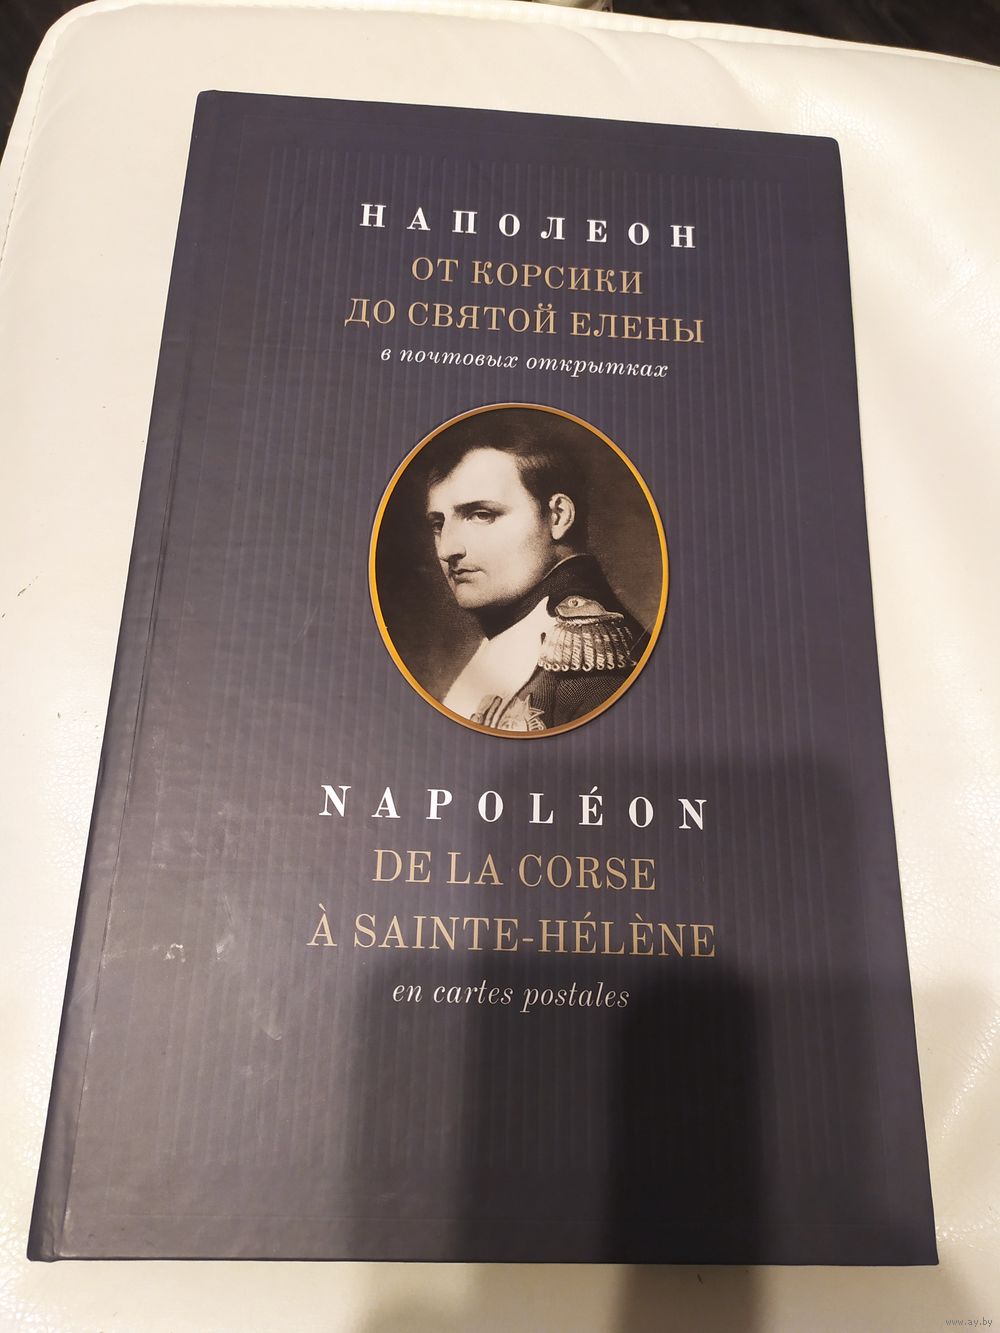 НАПОЛЕОН
ОТ КОРСИКИ
ДО СВЯТОЙ ЕЛЕНЫ
в почтовых открытках
NAPOLÉON
DE LA CORSE
À SAINTE-HÉLÈNE
en cartes postales
www.ay.by